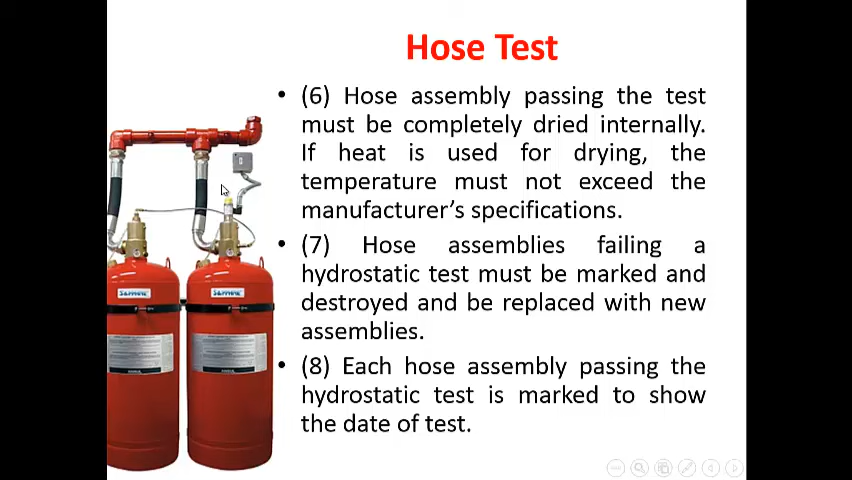 Hose Test
• (6) Hose assembly passing the test
must be completely dried internally.
If heat is used for drying, the
temperature must not exceed the
manufacturer's specifications.
• (7) Hose assemblies failing a
hydrostatic test must be marked and
destroyed and be replaced with new
assemblies.
• (8) Each hose assembly passing the
hydrostatic test is marked to show
the date of test.